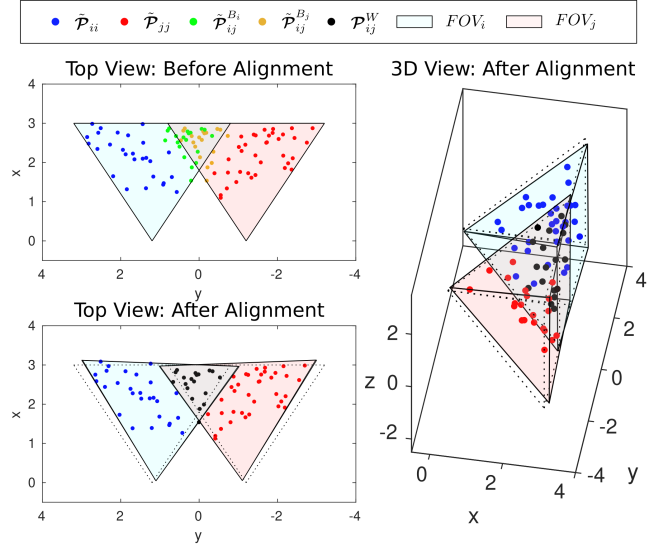 𝒫̃ᵢᵢ 𝒫̃ⱼⱼ 𝒫̃ᵢⱼ^{Bᵢ} 𝒫̃ᵢⱼ^{Bⱼ} 𝒫ᵢⱼ^W FOVᵢ FOVⱼ
Top View: Before Alignment
4
3
2
1
0
x
4 2 0 -2 -4
y
Top View: After Alignment
4
3
2
1
0
x
4 2 0 -2 -4
y
3D View: After Alignment
2
0
-2
z
0 2 4
x
4
2
0
-2
-4
y